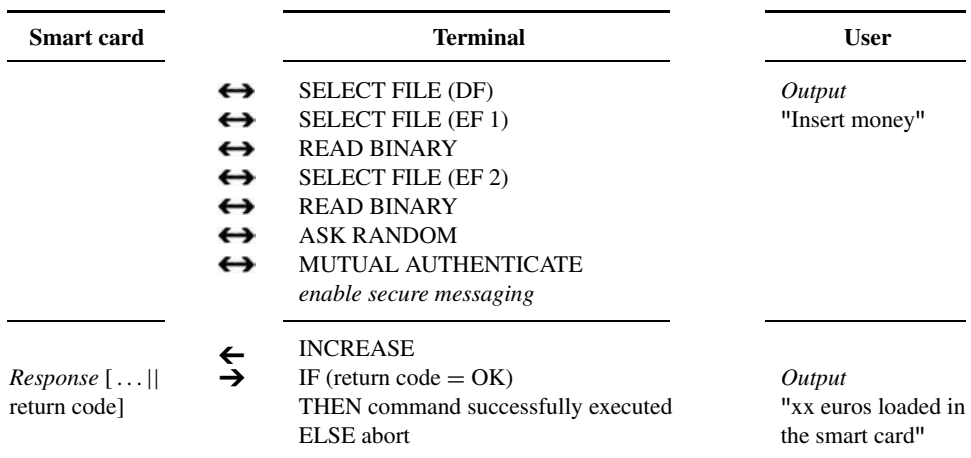 Smart card Terminal User
SELECT FILE (DF) Output
SELECT FILE (EF 1) "Insert money"
READ BINARY
SELECT FILE (EF 2)
READ BINARY
ASK RANDOM
MUTUAL AUTHENTICATE
enable secure messaging
INCREASE
Response [ . . . || IF (return code = OK) Output
return code] THEN command successfully executed "xx euros loaded in
ELSE abort the smart card"